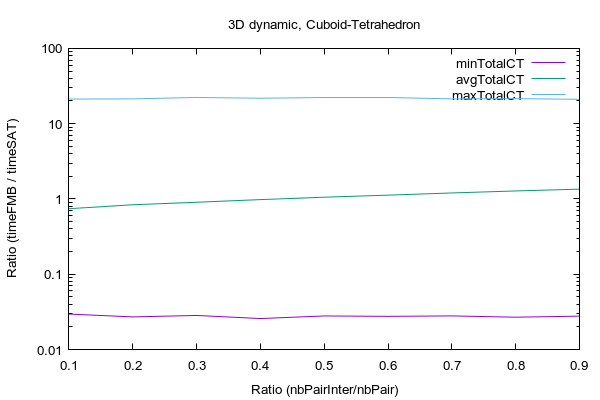 3D dynamic, Cuboid-Tetrahedron
minTotalCT
avgTotalCT
maxTotalCT
100
10
1
0.1
0.01
Ratio (timeFMB / timeSAT)
0.1 0.2 0.3 0.4 0.5 0.6 0.7 0.8 0.9
Ratio (nbPairInter/nbPair)